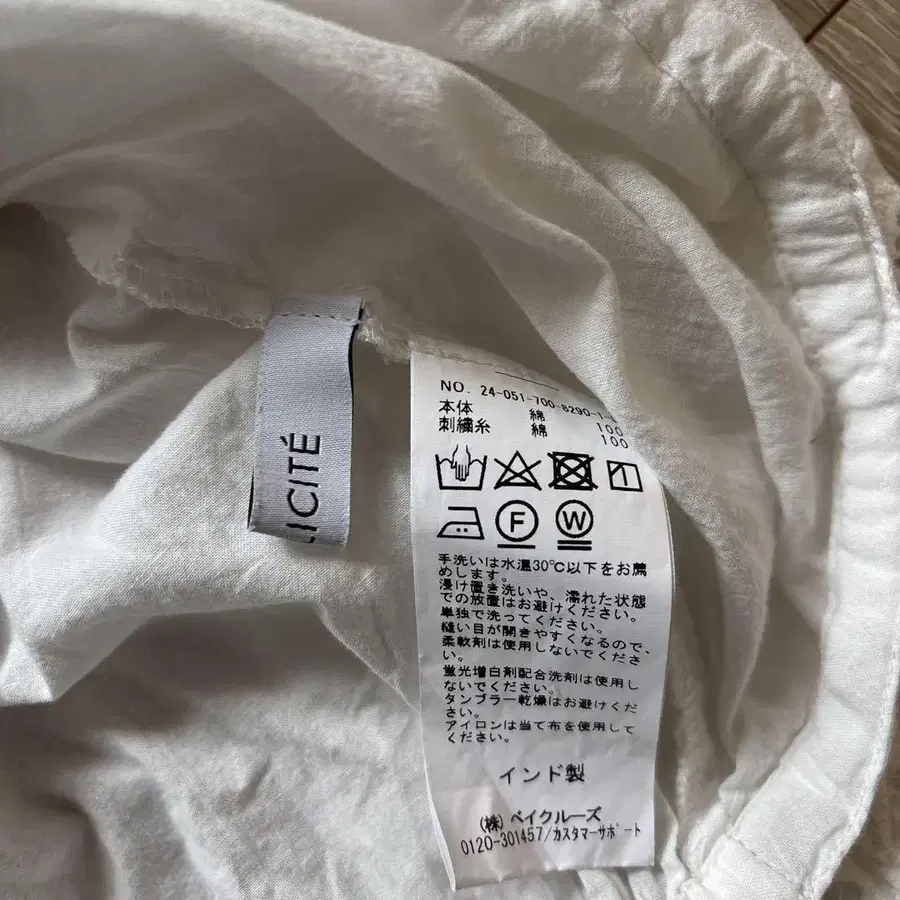 LICITÉ
NO. 24-051-700-8290-1-
本体 綿 100
刺繍糸 綿 100
F W
手洗いは水温30℃以下をお薦
めします。
浸け置き洗いや、濡れた状態
での放置はお避けください。
単独で洗ってください。
縫い目が開きやすくなるので、
柔軟剤は使用しないでくださ
い。
蛍光増白剤配合洗剤は使用し
ないでください。
タンブラー乾燥はお避けくだ
さい。
アイロンは当て布を使用して
ください。
インド製
(株) ベイクルーズ
0120-301457/カスタマーサポート